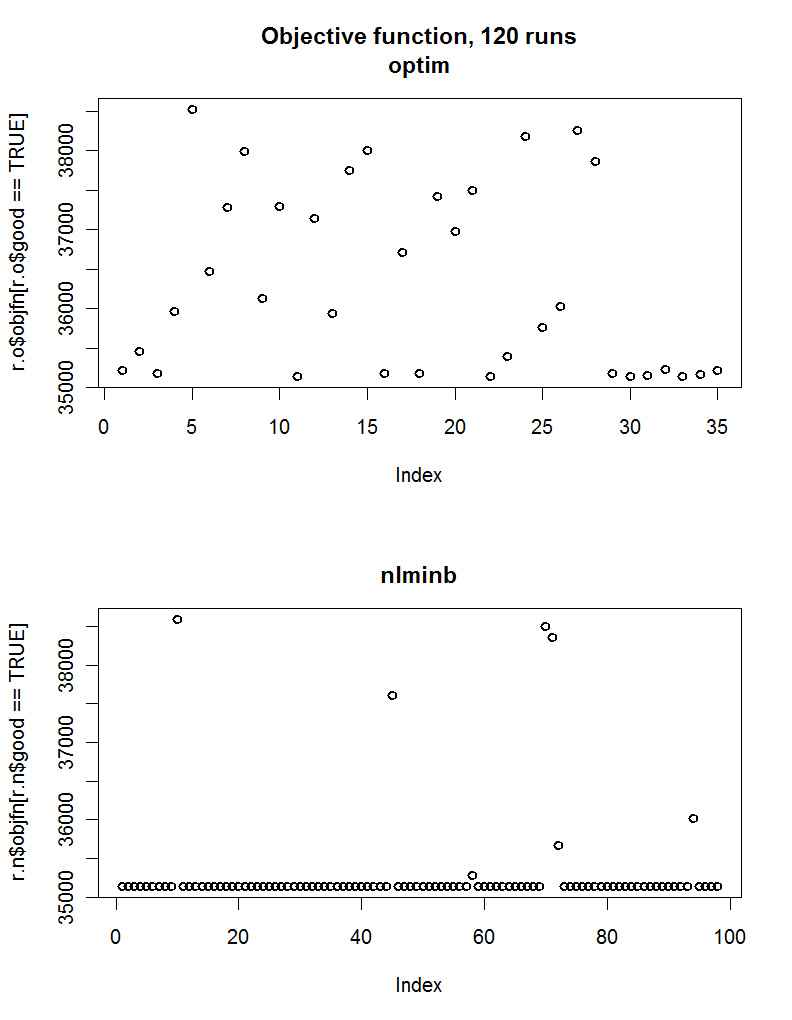 Objective function, 120 runs
optim
r.o$objfn[r.o$good == TRUE]
38000
37000
36000
35000
0 5 10 15 20 25 30 35
Index
nlminb
r.n$objfn[r.n$good == TRUE]
38000
37000
36000
35000
0 20 40 60 80 100
Index